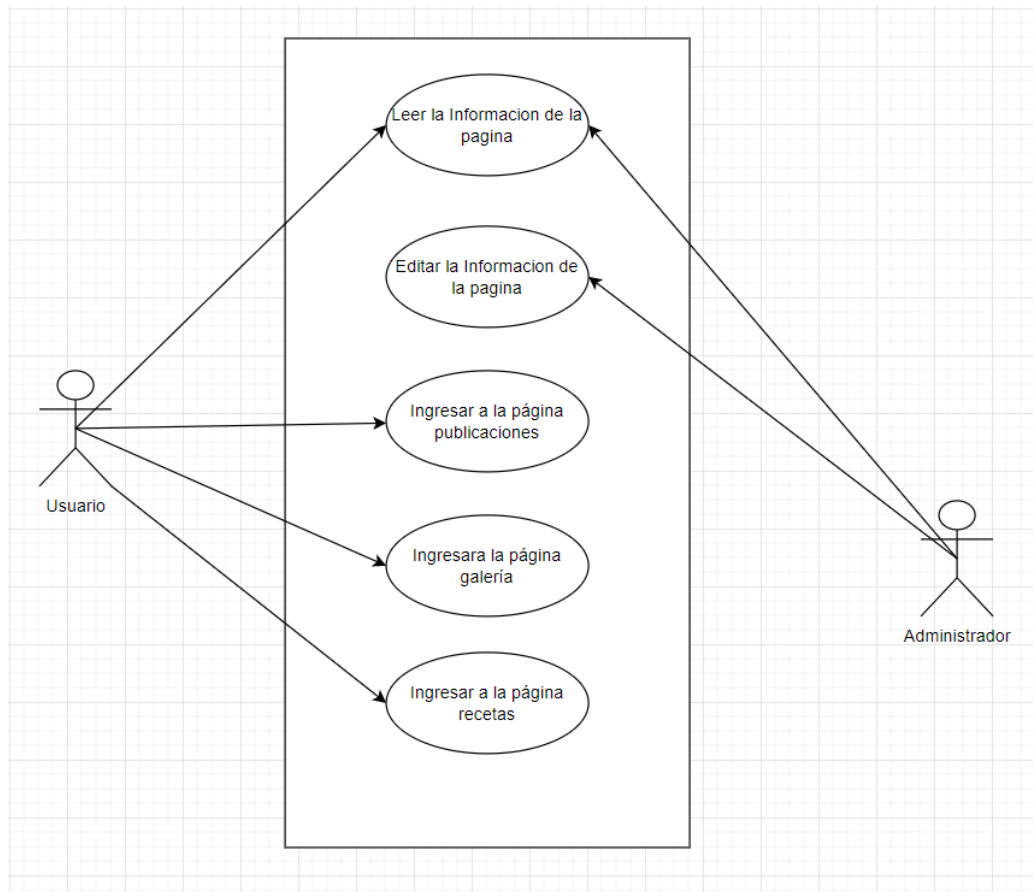 Leer la Informacion de la
pagina
Editar la Informacion de
la pagina
Ingresar a la página
publicaciones
Usuario
Ingresara la página
galería
Administrador
Ingresar a la página
recetas